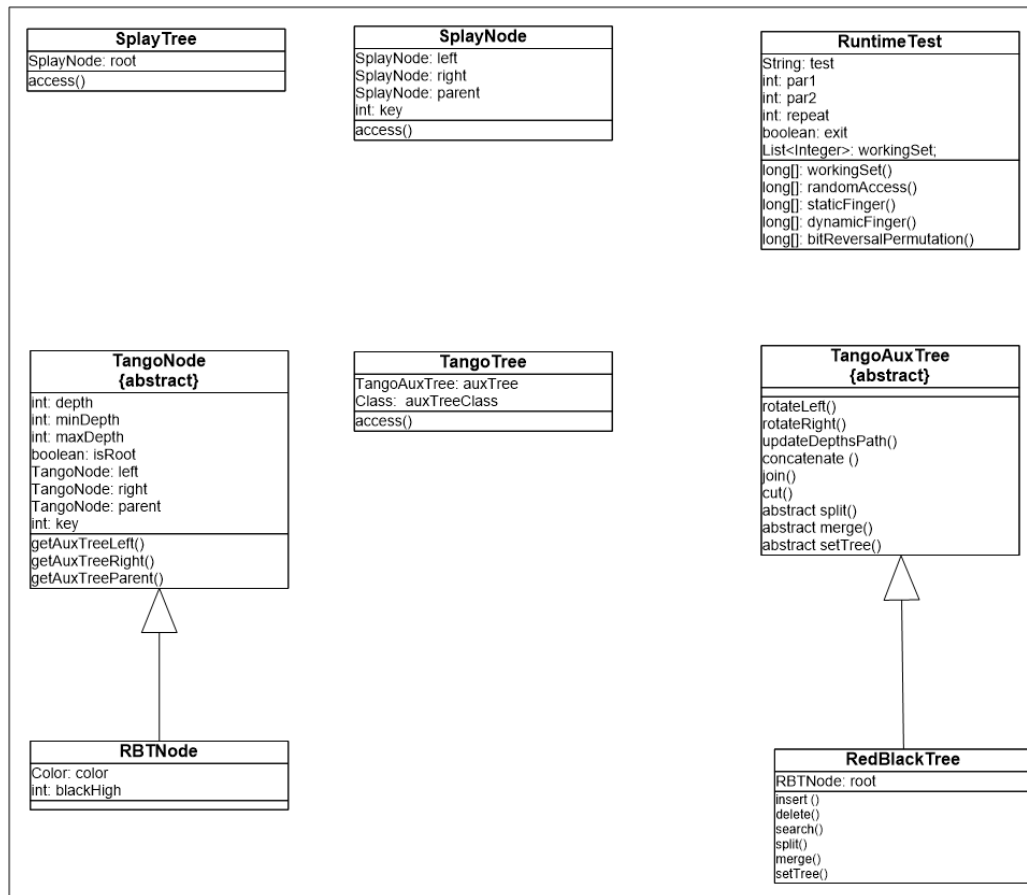 SplayTree
SplayNode: root
access()
SplayNode
SplayNode: left
SplayNode: right
SplayNode: parent
int: key
access()
RuntimeTest
String: test
int: par1
int: par2
int: repeat
boolean: exit
List<Integer>: workingSet;
long[]: workingSet()
long[]: randomAccess()
long[]: staticFinger()
long[]: dynamicFinger()
long[]: bitReversalPermutation()
TangoNode
{abstract}
int: depth
int: minDepth
int: maxDepth
boolean: isRoot
TangoNode: left
TangoNode: right
TangoNode: parent
int: key
getAuxTreeLeft()
getAuxTreeRight()
getAuxTreeParent()
TangoTree
TangoAuxTree: auxTree
Class:  auxTreeClass
access()
TangoAuxTree
{abstract}
rotateLeft()
rotateRight()
updateDepthsPath()
concatenate ()
join()
cut()
abstract split()
abstract merge()
abstract setTree()
RBTNode
Color: color
int: blackHigh
RedBlackTree
RBTNode: root
insert ()
delete()
search()
split()
merge()
setTree()